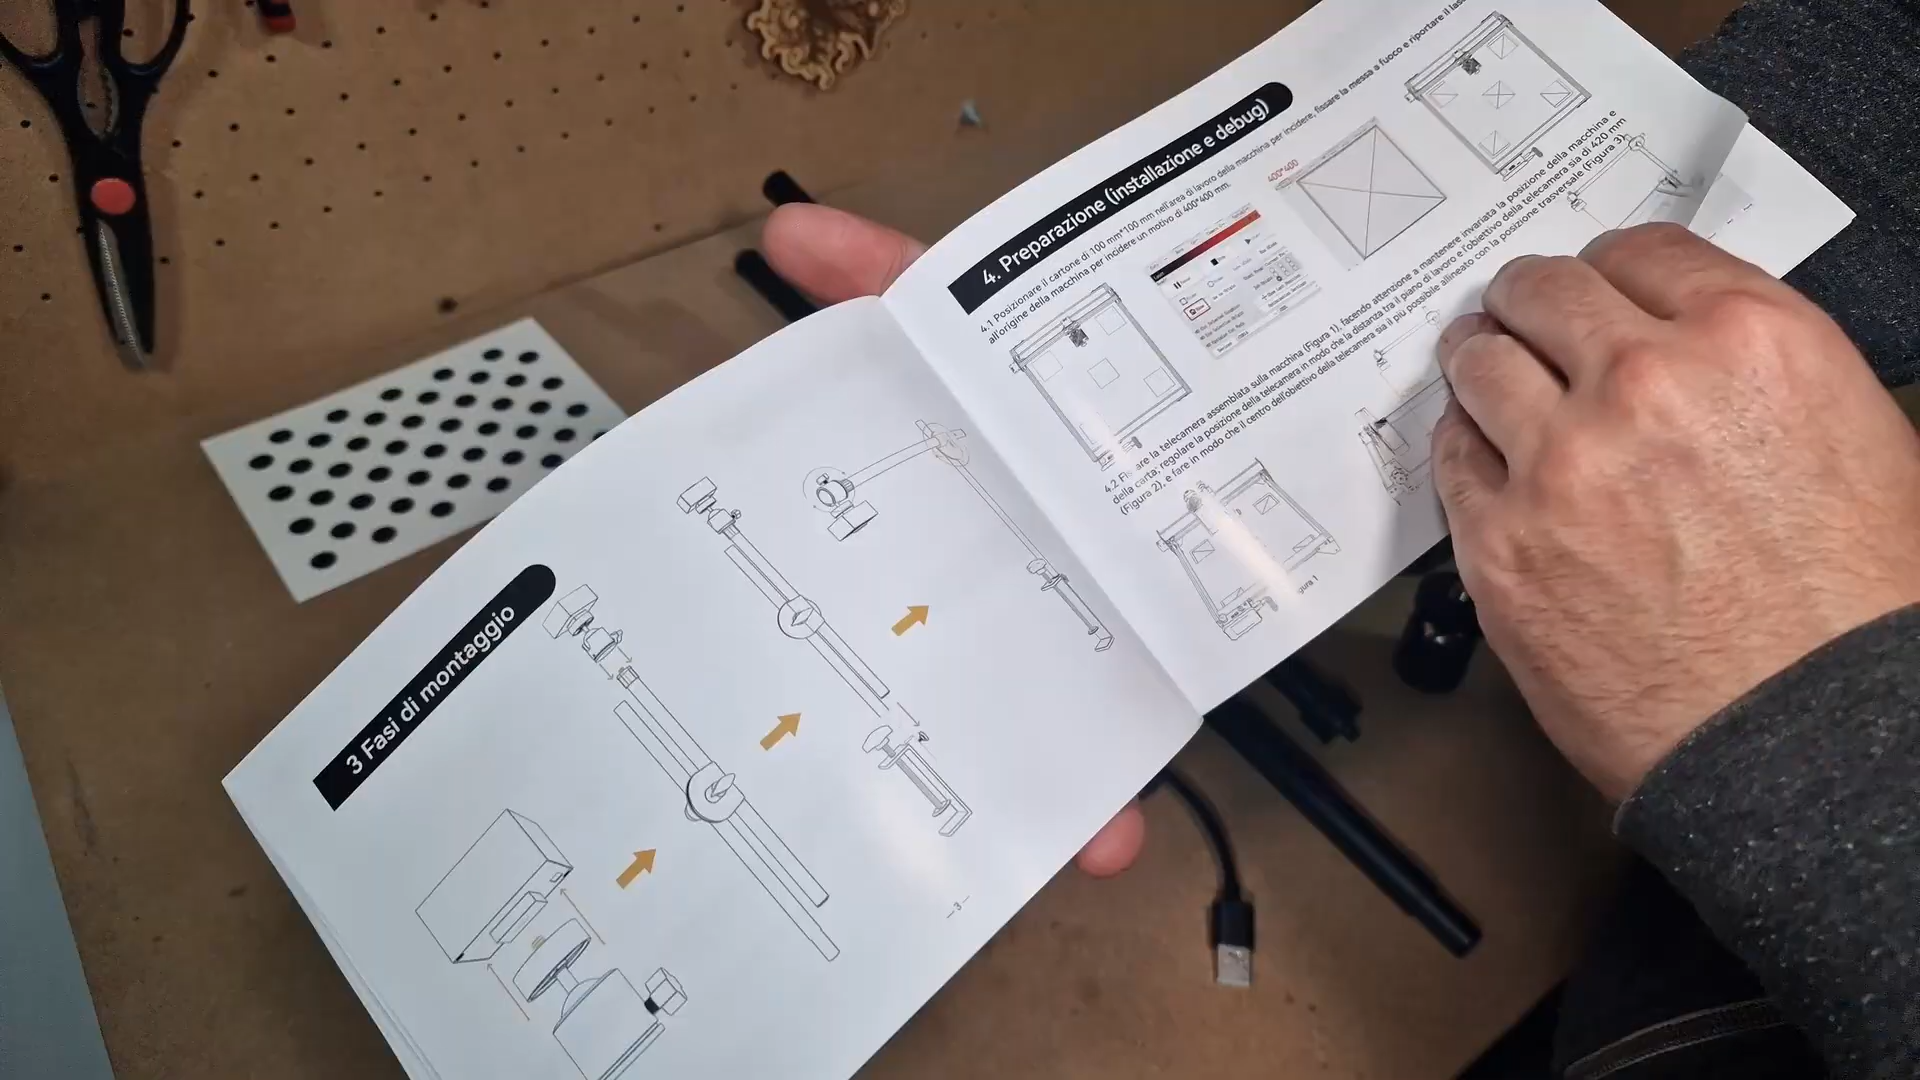 3 Fasi di montaggio
— 3 —
4. Preparazione (installazione e debug)
4.1 Posizionare il cartone di 100 mm*100 mm nell'area di lavoro della macchina per incidere, fissare la messa a fuoco e riportare il
all'origine della macchina per incidere un motivo di 400*400 mm.
400*400
4.2 are la telecamera assemblata sulla macchina (Figura 1), facendo attenzione a mantenere invariata la posizione della macchina e
della carta; regolare la posizione della telecamera in modo che la distanza tra il piano di lavoro e l'obiettivo della telecamera sia di 420 mm
(Figura 2), e fare in modo che il centro dell'obiettivo della telecamera sia il più possibile allineato con la posizione trasversale (Figura 3)
gura 1